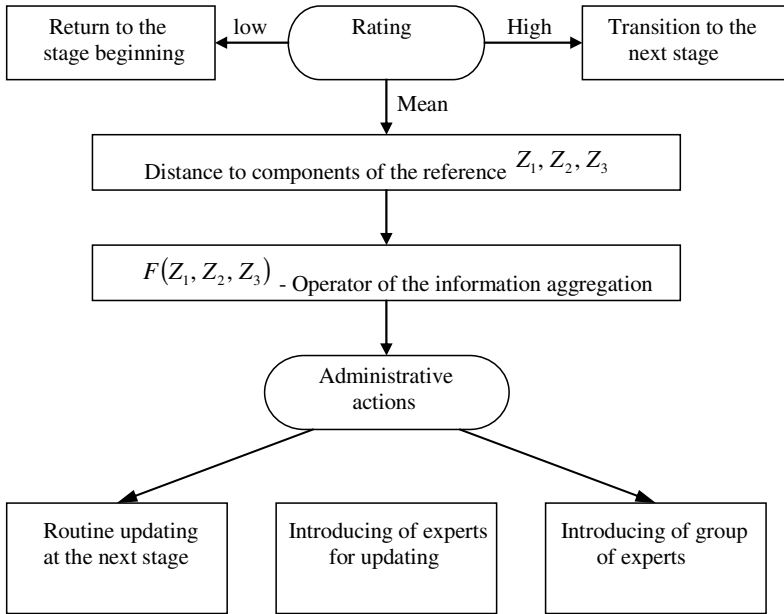 Return to the
stage beginning
low
Rating
High
Transition to the
next stage
Mean
Distance to components of the reference Z₁, Z₂, Z₃
F(Z₁, Z₂, Z₃) - Operator of the information aggregation
Administrative
actions
Routine updating
at the next stage
Introducing of experts
for updating
Introducing of group
of experts